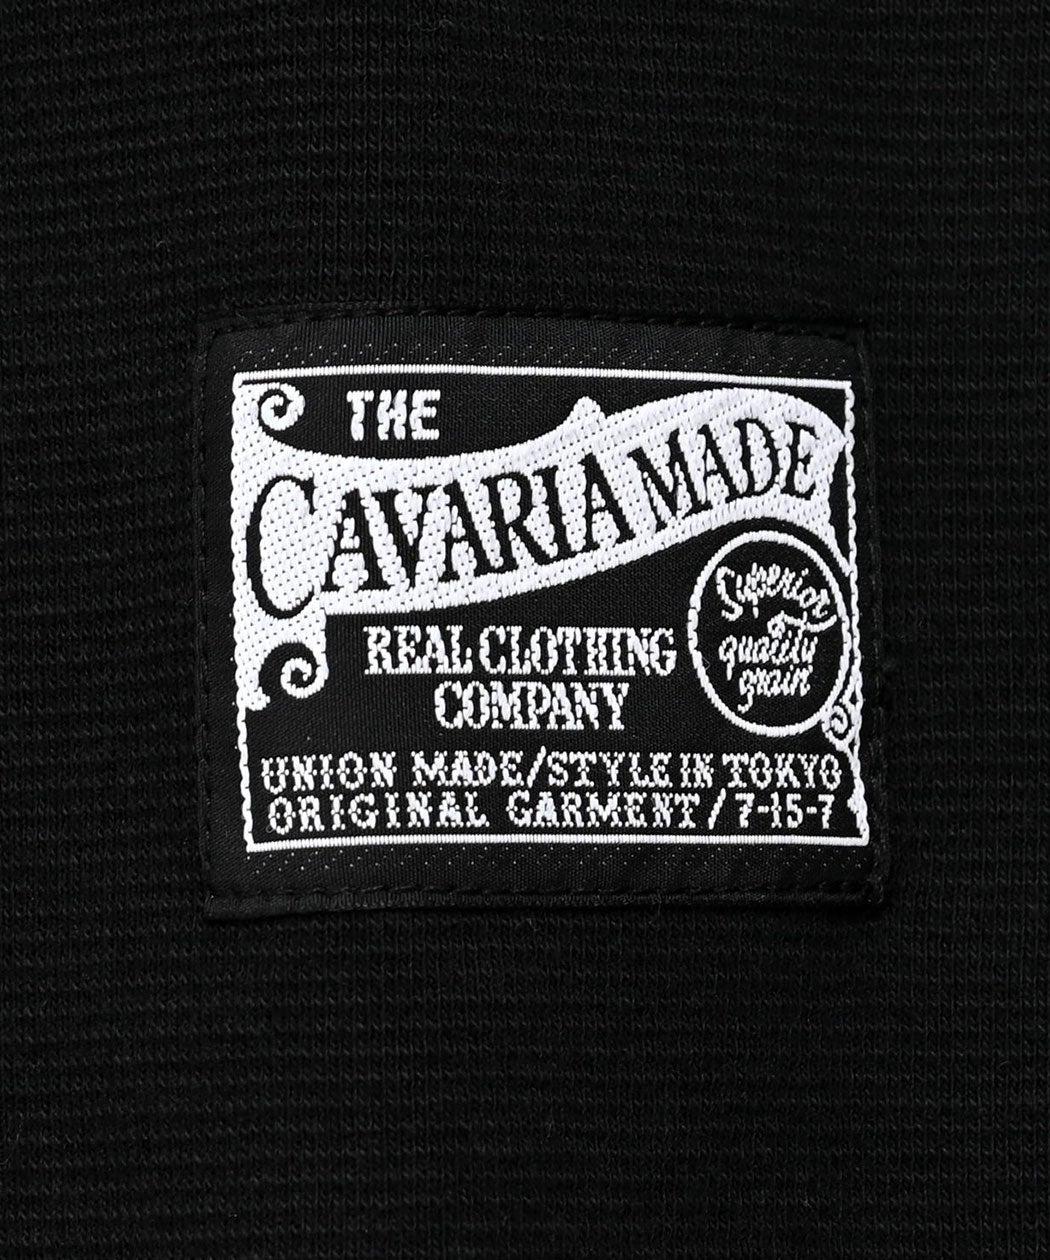 THE
CAVARIA MADE
REAL CLOTHING
COMPANY
Superior
quality
grain
UNION MADE/STYLE IN TOKYO
ORIGINAL GARMENT/7-15-7